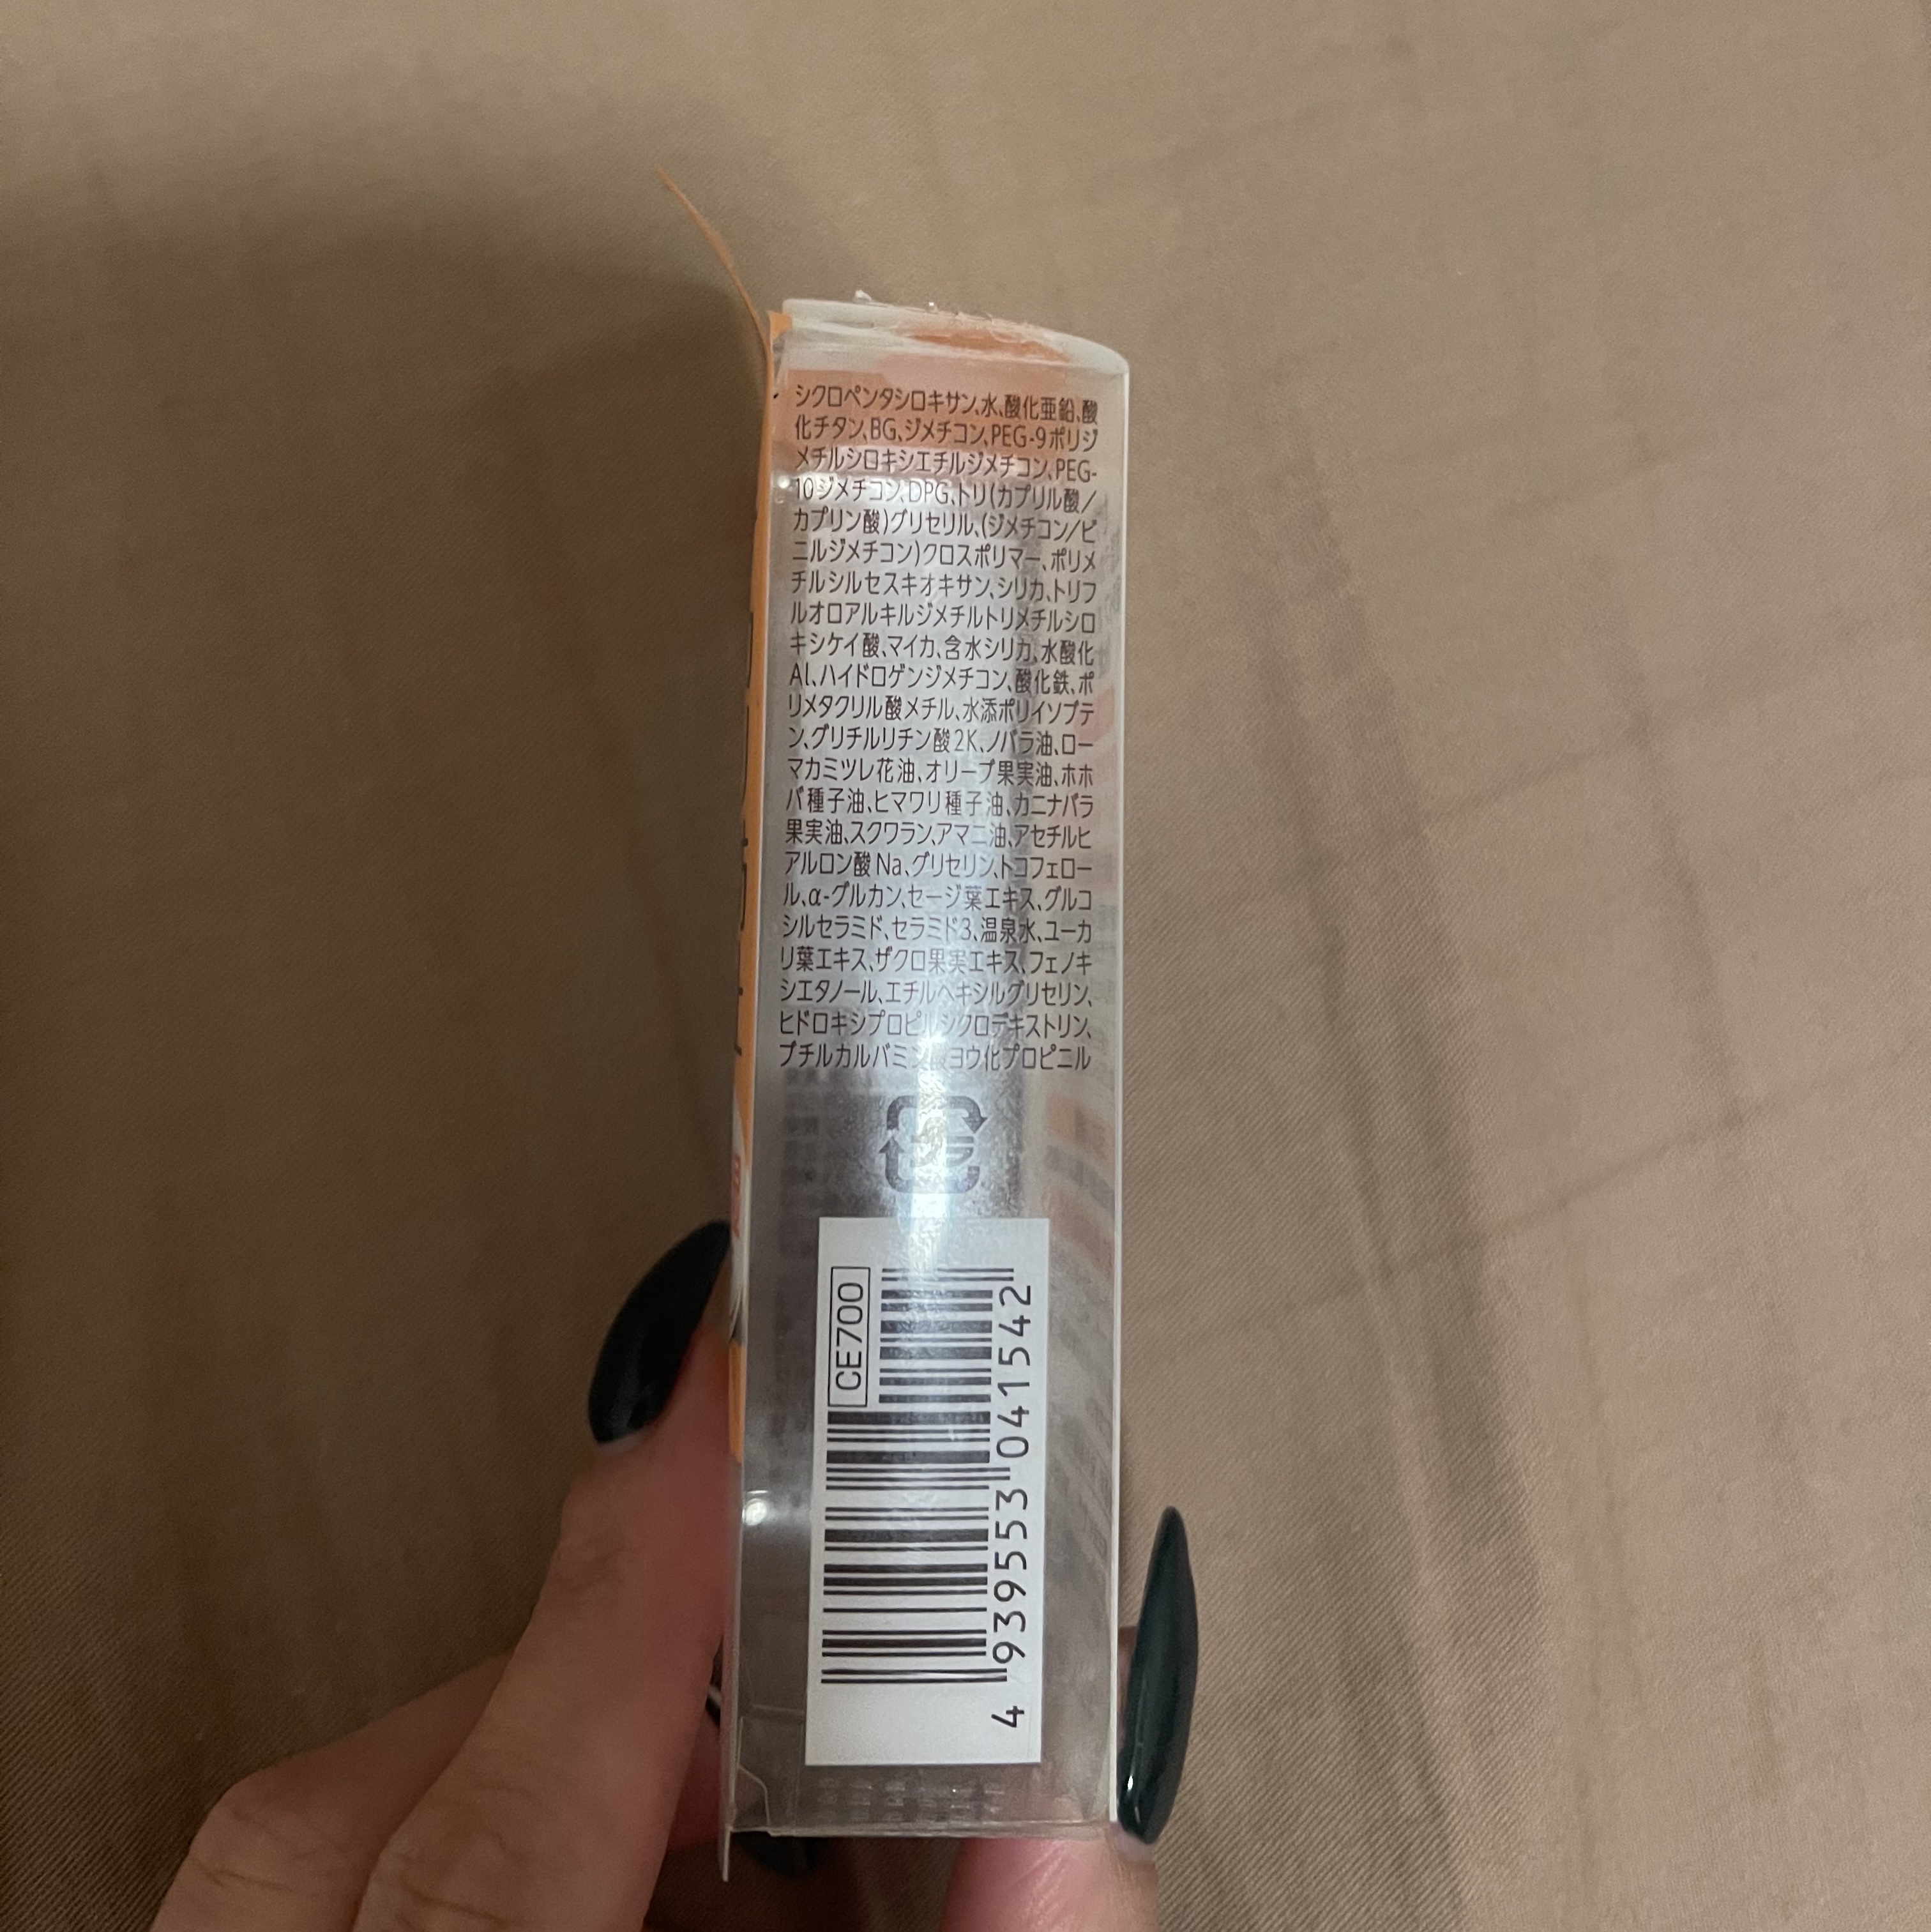 シクロペンタシロキサン、水、酸化亜鉛、酸
化チタン、BG、ジメチコン、PEG-9ポリジ
メチルシロキシエチルジメチコン、PEG-
10ジメチコン、DPG、トリ(カプリル酸/
カプリン酸)グリセリル、(ジメチコン/ビ
ニルジメチコン)クロスポリマー、ポリメ
チルシルセスキオキサン、シリカ、トリフ
ルオロアルキルジメチルトリメチルシロ
キシケイ酸、マイカ、含水シリカ、水酸化
Al、ハイドロゲンジメチコン、酸化鉄、ポ
リメタクリル酸メチル、水添ポリイソブテ
ン、グリチルリチン酸2K、ノバラ油、ロー
マカミツレ花油、オリーブ果実油、ホホ
バ種子油、ヒマワリ種子油、カニナバラ
果実油、スクワラン、アマニ油、アセチルヒ
アルロン酸Na、グリセリン、トコフェロー
ル、α-グルカン、セージ葉エキス、グルコ
シルセラミド、セラミド3、温泉水、ユーカ
リ葉エキス、ザクロ果実エキス、フェノキ
シエタノール、エチルヘキシルグリセリン、
ヒドロキシプロピルシクロデキストリン、
ブチルカルバミン酸ヨウ化プロピニル
プラ
CE700
4 939553 041542